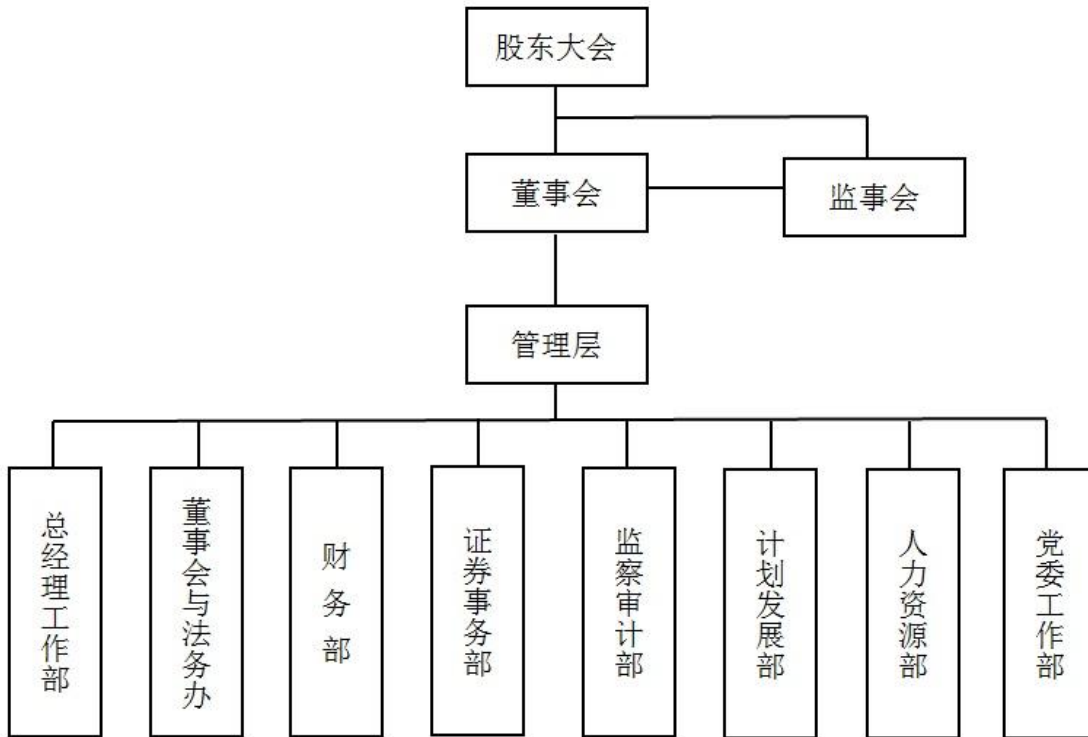 股东大会
董事会
监事会
管理层
总经理工作部
董事会与法务办
财务部
证券事务部
监察审计部
计划发展部
人力资源部
党委工作部